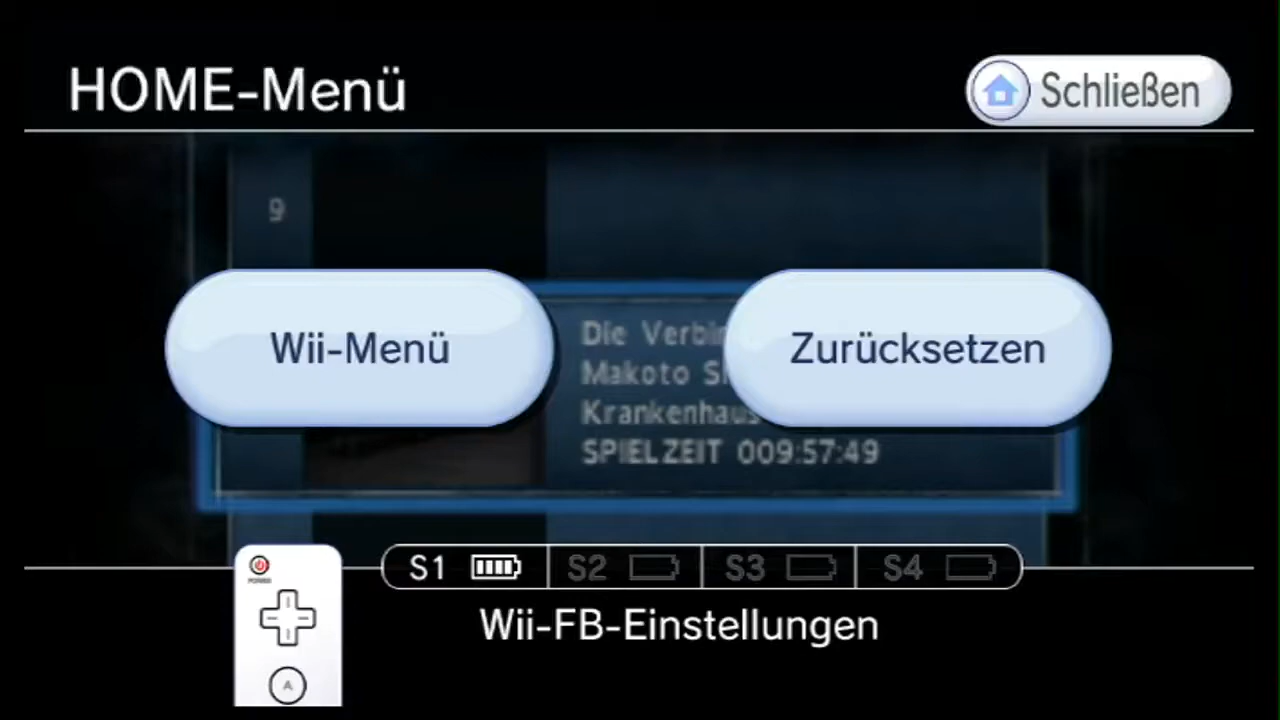 HOME-Menü
Schließen
9
Wii-Menü
Zurücksetzen
Die
Makoto
Krankenhaus
SPIELZEIT 009:57:49
S1
S2
S3
S4
POWER
A
Wii-FB-Einstellungen